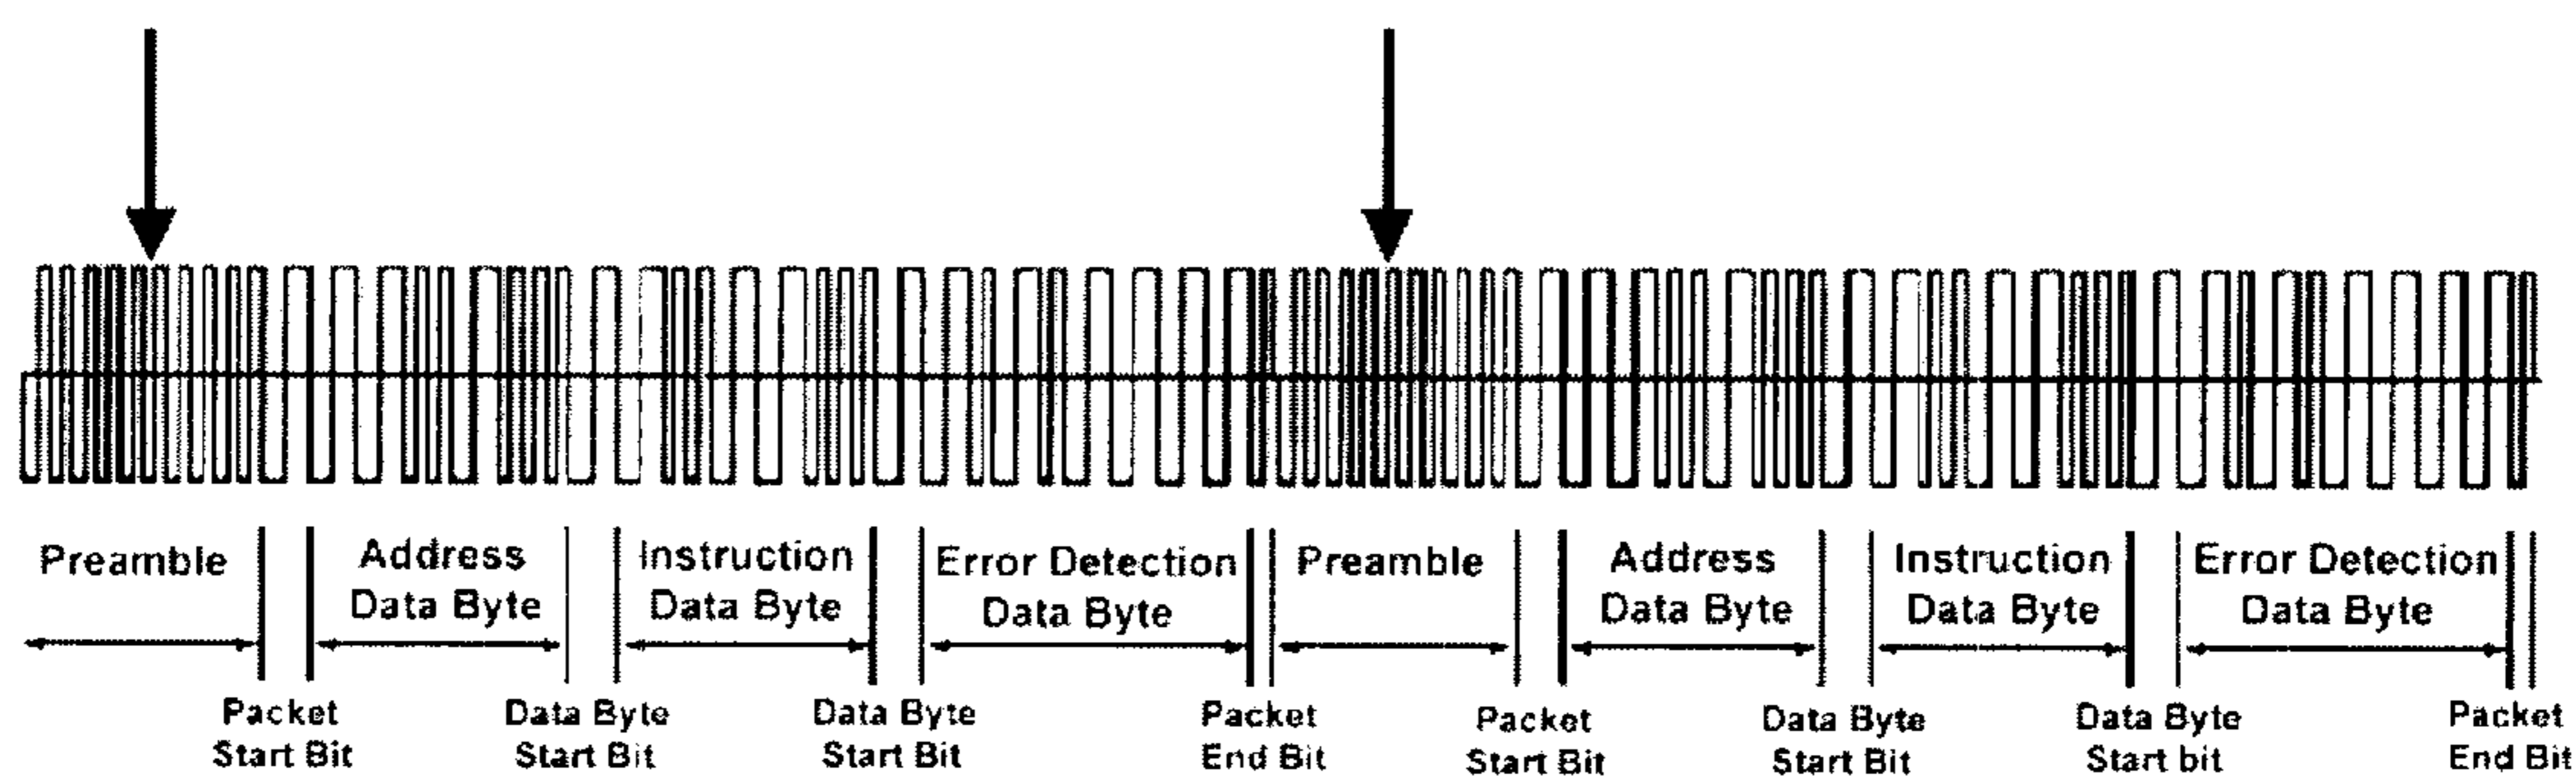 Preamble
Address
Data Byte
Instruction
Data Byte
Error Detection
Data Byte
Preamble
Address
Data Byte
Instruction
Data Byte
Error Detection
Data Byte
Packet
Start Bit
Data Byte
Start Bit
Data Byte
Start Bit
Packet
End Bit
Packet
Start Bit
Data Byte
Start Bit
Data Byte
Start bit
Packet
End Bit